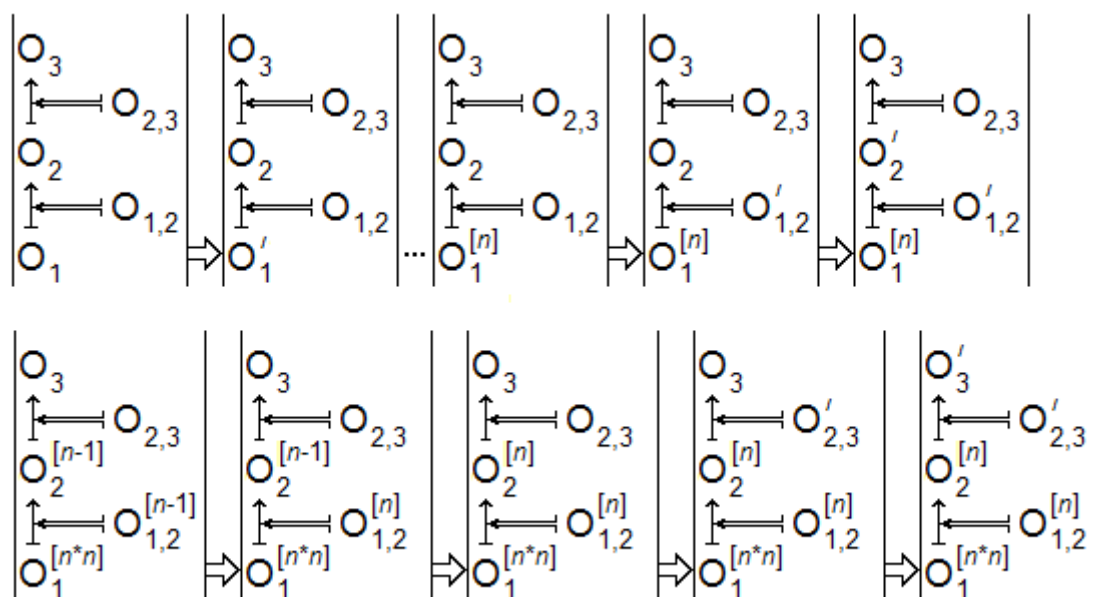 O₃ O₃ O₃ O₃ O₃
O₂,₃ O₂,₃ O₂,₃ O₂,₃ O₂,₃
O₂ O₂ O₂ O₂ O′₂
O₁,₂ O₁,₂ O₁,₂ O′₁,₂ O′₁,₂
O₁ O′₁ ... O₁[n] O₁[n] O₁[n]
O₃ O₃ O₃ O₃ O′₃
O₂,₃ O₂,₃ O₂,₃ O′₂,₃ O′₂,₃
O₂[n-1] O₂[n-1] O₂[n] O₂[n] O₂[n]
O₁,₂[n-1] O₁,₂[n] O₁,₂[n] O₁,₂[n] O₁,₂[n]
O₁[n*n] O₁[n*n] O₁[n*n] O₁[n*n] O₁[n*n]